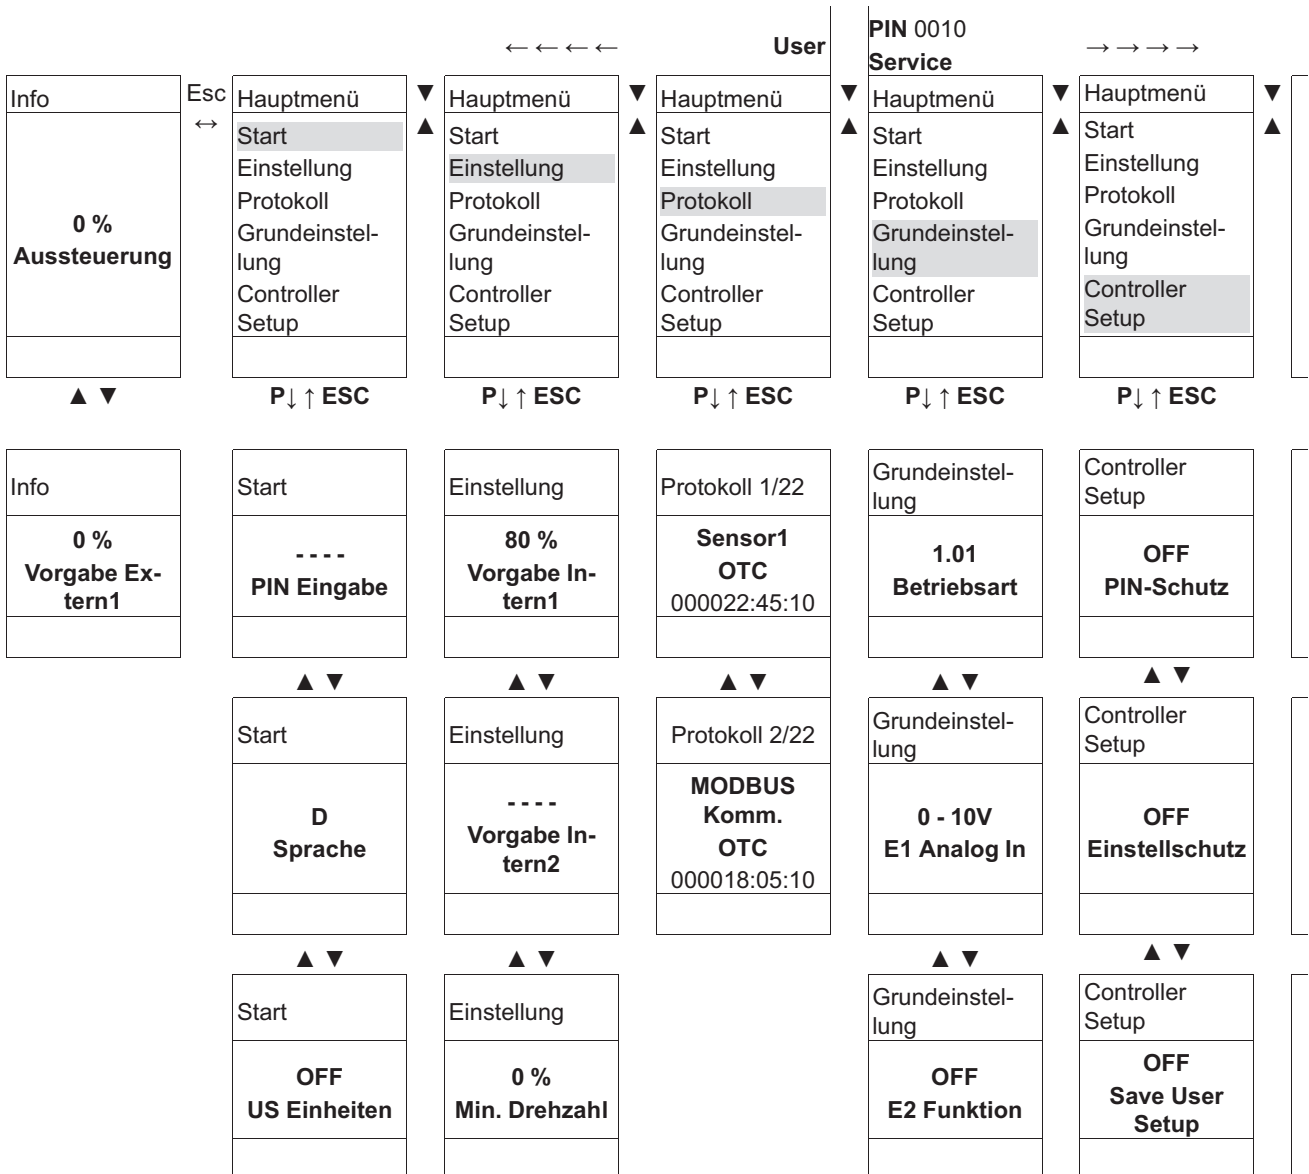 ← ← ← ← User PIN 0010
Service → → → →
Info
0 %
Aussteuerung
▲ ▼
Esc
↔
Hauptmenü
Start
Einstellung
Protokoll
Grundeinstel-
lung
Controller
Setup
P↓ ↑ ESC
▼
▲
Hauptmenü
Start
Einstellung
Protokoll
Grundeinstel-
lung
Controller
Setup
P↓ ↑ ESC
▼
▲
Hauptmenü
Start
Einstellung
Protokoll
Grundeinstel-
lung
Controller
Setup
P↓ ↑ ESC
▼
▲
Hauptmenü
Start
Einstellung
Protokoll
Grundeinstel-
lung
Controller
Setup
P↓ ↑ ESC
▼
▲
Hauptmenü
Start
Einstellung
Protokoll
Grundeinstel-
lung
Controller
Setup
P↓ ↑ ESC
▼
▲
Info
0 %
Vorgabe Ex-
tern1
Start
- - - -
PIN Eingabe
▲ ▼
Einstellung
80 %
Vorgabe In-
tern1
▲ ▼
Protokoll 1/22
Sensor1
OTC
000022:45:10
▲ ▼
Grundeinstel-
lung
1.01
Betriebsart
▲ ▼
Controller
Setup
OFF
PIN-Schutz
▲ ▼
Start
D
Sprache
▲ ▼
Einstellung
- - - -
Vorgabe In-
tern2
▲ ▼
Protokoll 2/22
MODBUS
Komm.
OTC
000018:05:10
Grundeinstel-
lung
0 - 10V
E1 Analog In
▲ ▼
Controller
Setup
OFF
Einstellschutz
▲ ▼
Start
OFF
US Einheiten
Einstellung
0 %
Min. Drehzahl
Grundeinstel-
lung
OFF
E2 Funktion
Controller
Setup
OFF
Save User
Setup